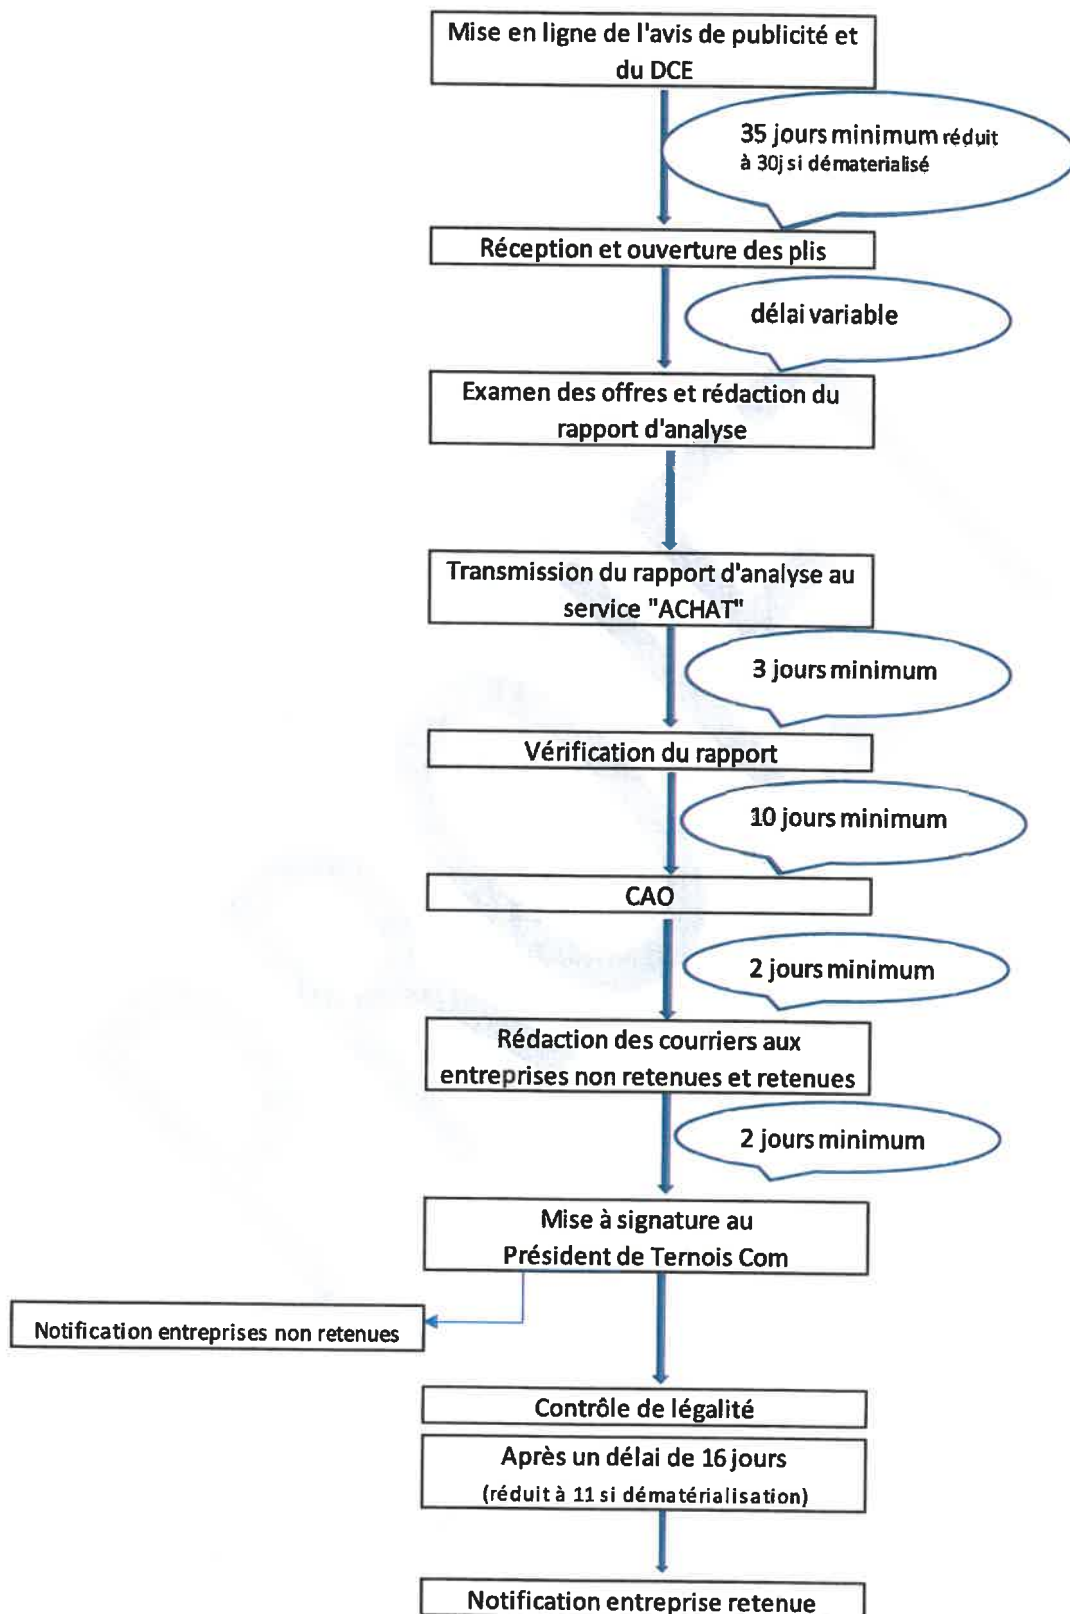 Mise en ligne de l'avis de publicité et
du DCE
35 jours minimum réduit
à 30j si dématerialisé
Réception et ouverture des plis
délai variable
Examen des offres et rédaction du
rapport d'analyse
Transmission du rapport d'analyse au
service "ACHAT"
3 jours minimum
Vérification du rapport
10 jours minimum
CAO
2 jours minimum
Rédaction des courriers aux
entreprises non retenues et retenues
2 jours minimum
Mise à signature au
Président de Ternois Com
Notification entreprises non retenues
Contrôle de légalité
Après un délai de 16 jours
(réduit à 11 si dématérialisation)
Notification entreprise retenue